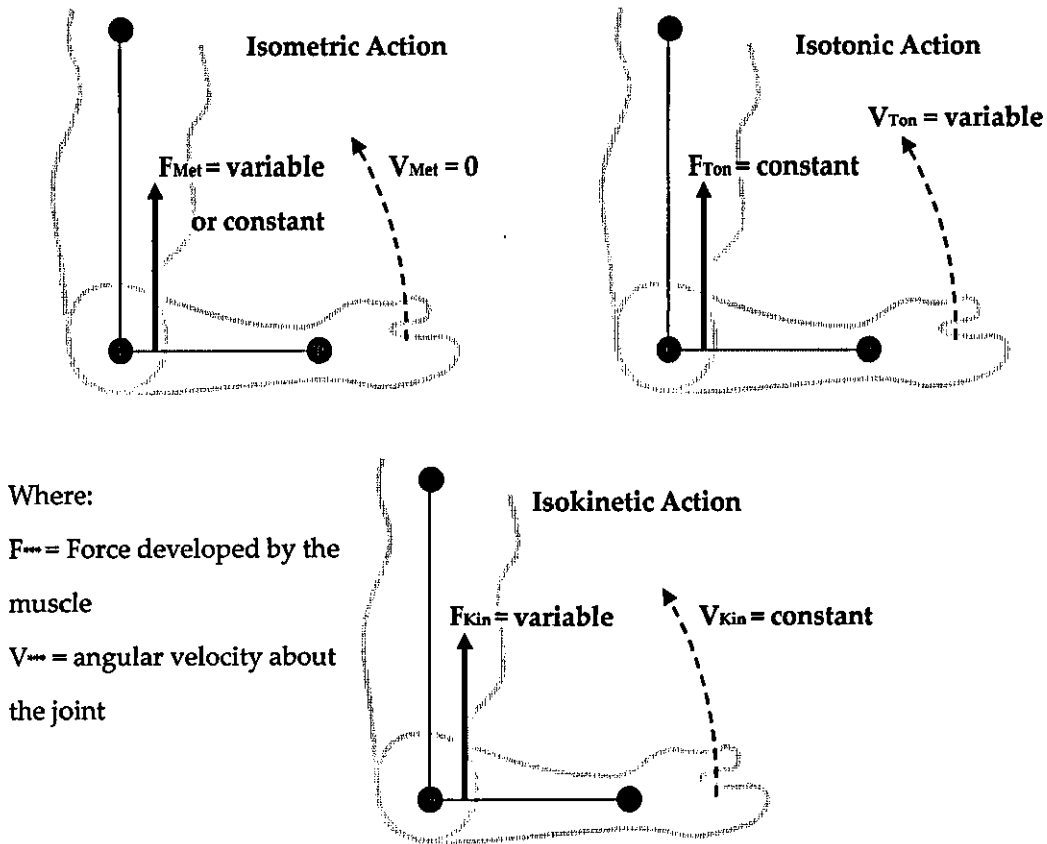 Isometric Action
FMet = variable
or constant
VMet = 0
Isotonic Action
VTon = variable
FTon = constant
Where:
F*** = Force developed by the
muscle
V*** = angular velocity about
the joint
Isokinetic Action
FKin = variable
VKin = constant